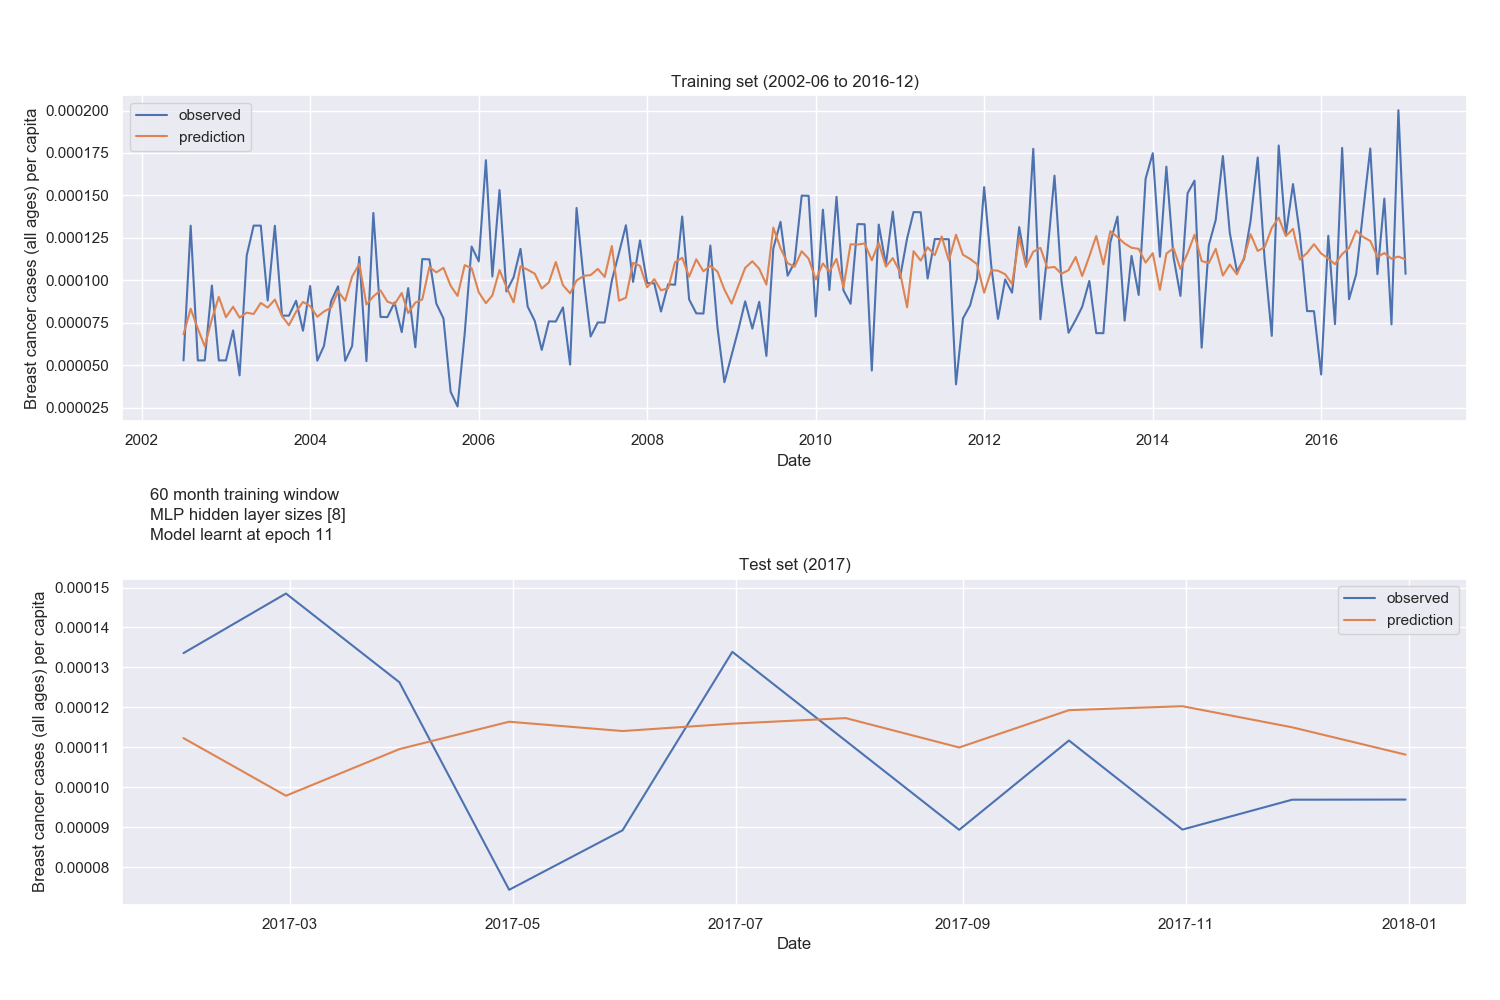 Training set (2002-06 to 2016-12)
Breast cancer cases (all ages) per capita
0.000200
0.000175
0.000150
0.000125
0.000100
0.000075
0.000050
0.000025
observed
prediction
2002 2004 2006 2008 2010 2012 2014 2016
Date
60 month training window
MLP hidden layer sizes [8]
Model learnt at epoch 11
Test set (2017)
Breast cancer cases (all ages) per capita
0.00015
0.00014
0.00013
0.00012
0.00011
0.00010
0.00009
0.00008
observed
prediction
2017-03 2017-05 2017-07 2017-09 2017-11 2018-01
Date